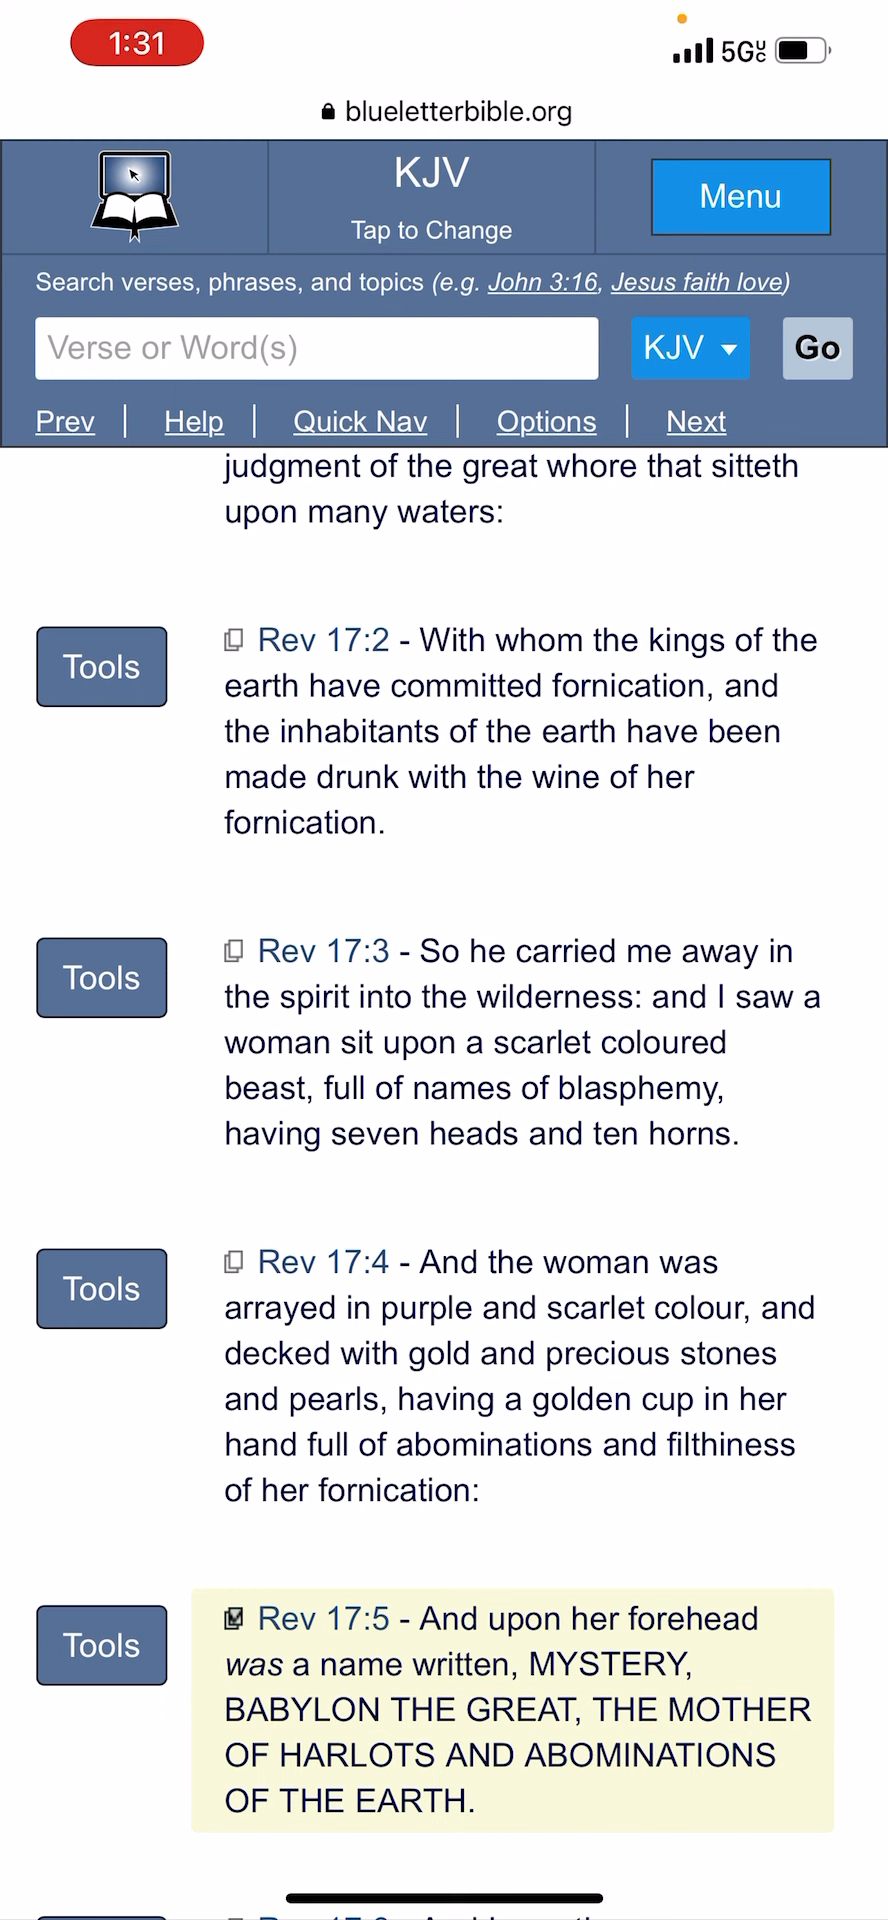 1:31
5G UC
blueletterbible.org
KJV
Tap to Change
Menu
Search verses, phrases, and topics (e.g. John 3:16, Jesus faith love)
Verse or Word(s)
KJV
Go
Prev | Help | Quick Nav | Options | Next
judgment of the great whore that sitteth
upon many waters:
Tools
Rev 17:2 - With whom the kings of the
earth have committed fornication, and
the inhabitants of the earth have been
made drunk with the wine of her
fornication.
Tools
Rev 17:3 - So he carried me away in
the spirit into the wilderness: and I saw a
woman sit upon a scarlet coloured
beast, full of names of blasphemy,
having seven heads and ten horns.
Tools
Rev 17:4 - And the woman was
arrayed in purple and scarlet colour, and
decked with gold and precious stones
and pearls, having a golden cup in her
hand full of abominations and filthiness
of her fornication:
Tools
Rev 17:5 - And upon her forehead
was a name written, MYSTERY,
BABYLON THE GREAT, THE MOTHER
OF HARLOTS AND ABOMINATIONS
OF THE EARTH.